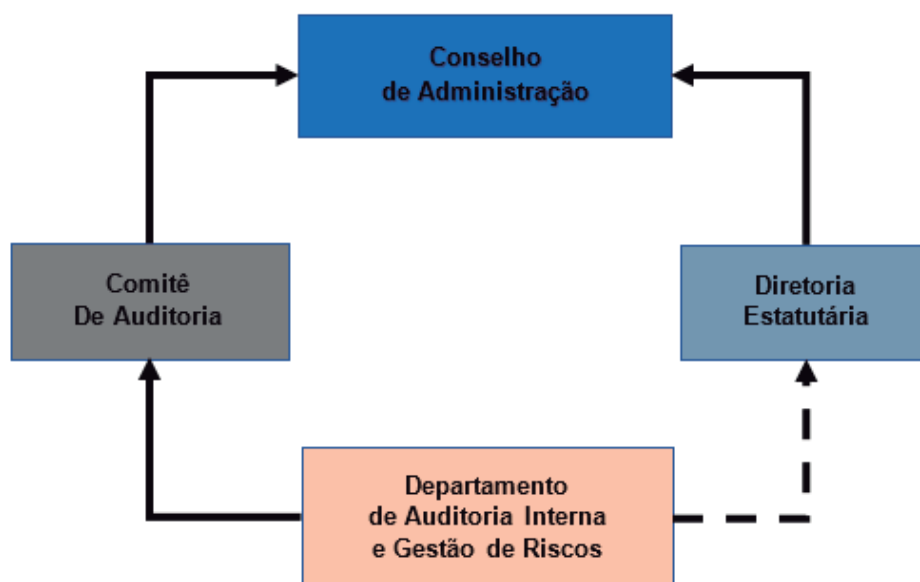 Conselho
de Administração
Comitê
De Auditoria
Diretoria
Estatutária
Departamento
de Auditoria Interna
e Gestão de Riscos